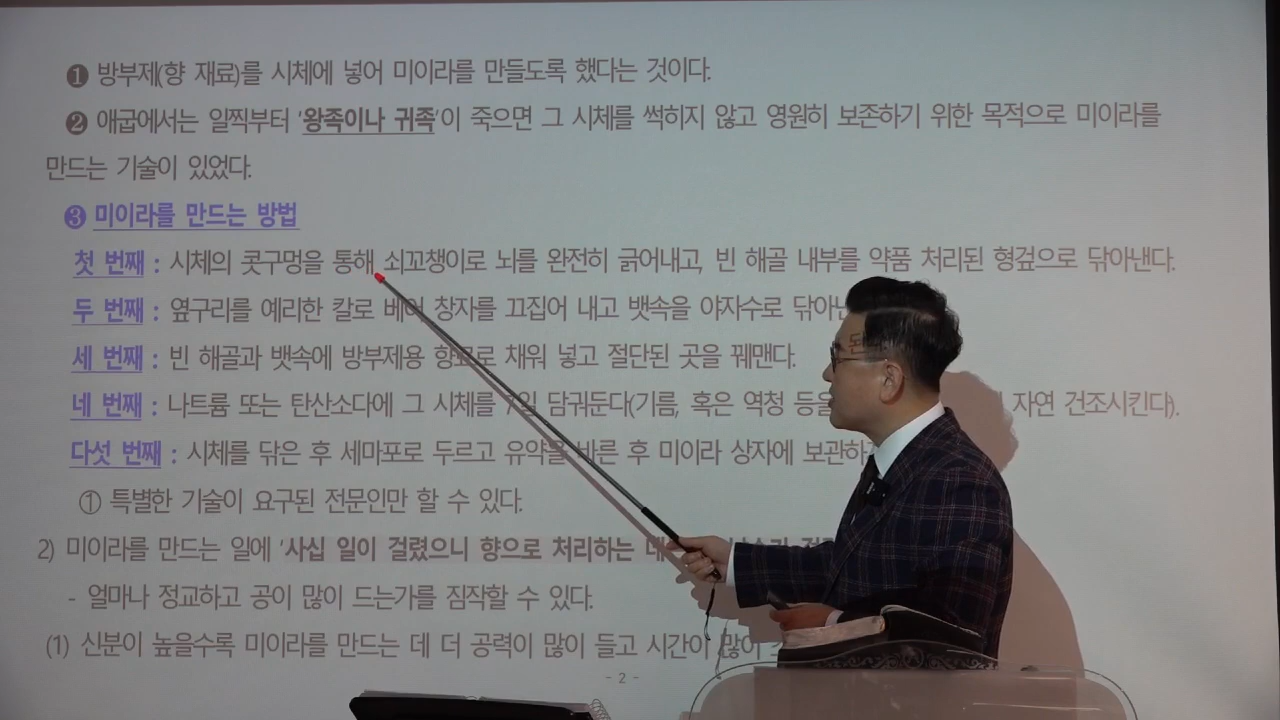 ❶ 방부제(향 재료)를 시체에 넣어 미이라를 만들도록 했다는 것이다.
❷ 애굽에서는 일찍부터 '왕족이나 귀족'이 죽으면 그 시체를 썩히지 않고 영원히 보존하기 위한 목적으로 미이라를
만드는 기술이 있었다.
❸ 미이라를 만드는 방법
첫 번째 : 시체의 콧구멍을 통해 쇠꼬챙이로 뇌를 완전히 긁어내고, 빈 해골 내부를 약품 처리된 형겊으로 닦아낸다.
두 번째 : 옆구리를 예리한 칼로 베어 창자를 끄집어 내고 뱃속을 야자수로
세 번째 : 빈 해골과 뱃속에 방부제용 향료로 채워 넣고 절단된 곳을 꿰맨다.
네 번째 : 나트륨 또는 탄산소다에 그 시체를 7일 담궈둔다(기름, 혹은 역청 등을 자연 건조시킨다).
다섯 번째 : 시체를 닦은 후 세마포로 두르고 유약을 바른 후 미이라 상자에
① 특별한 기술이 요구된 전문인만 할 수 있다.
2) 미이라를 만드는 일에 '사십 일이 걸렸으니 향으로 처리하는
- 얼마나 정교하고 공이 많이 드는가를 짐작할 수 있다.
(1) 신분이 높을수록 미이라를 만드는 데 더 공력이 많이 들고 시간이 많이
- 2 -